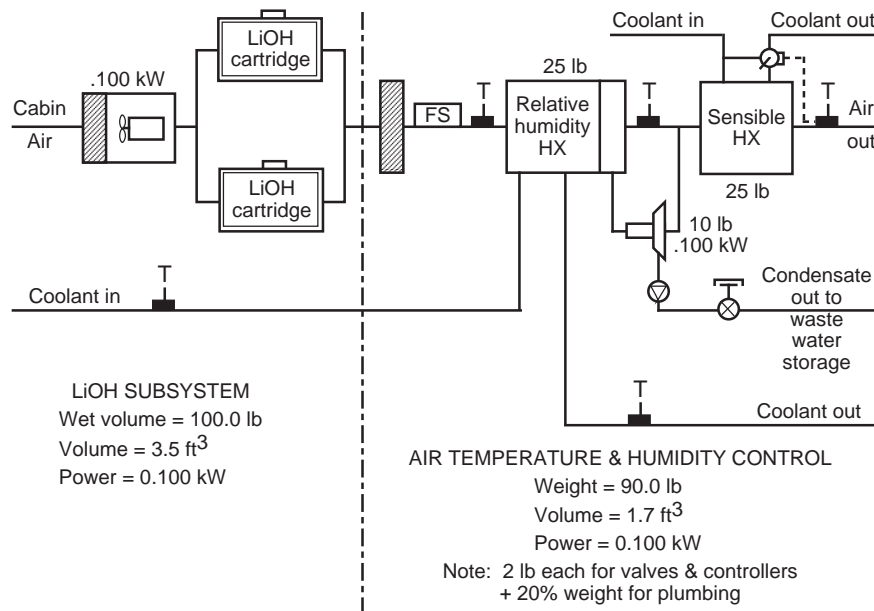 Coolant in
Coolant out
LiOH
cartridge
.100 kW
25 lb
T
T
T
Cabin
Air
FS
Relative
humidity
HX
Sensible
HX
Air
out
LiOH
cartridge
25 lb
10 lb
.100 kW
T
Coolant in
Condensate
out to
waste
water
storage
T
Coolant out
LiOH SUBSYSTEM
Wet volume = 100.0 lb
Volume = 3.5 ft3
Power = 0.100 kW
AIR TEMPERATURE & HUMIDITY CONTROL
Weight = 90.0 lb
Volume = 1.7 ft3
Power = 0.100 kW
Note: 2 lb each for valves & controllers
+ 20% weight for plumbing